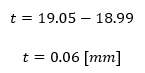 t = 19.05 − 18.99
t = 0.06 [mm]